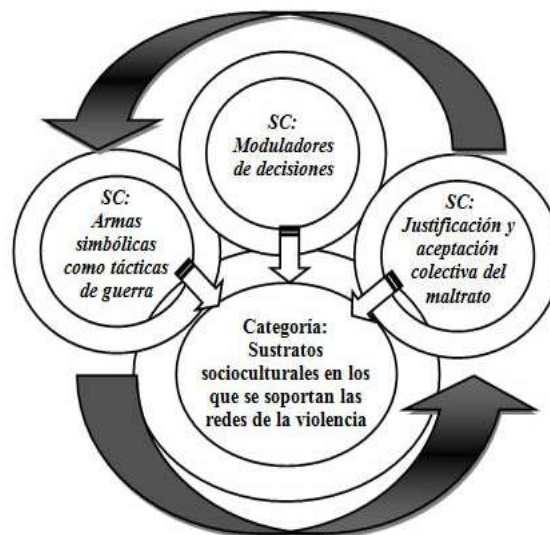 SC:
Moduladores
de decisiones
SC:
Armas
simbólicas
como tácticas
de guerra
SC:
Justificación y
aceptación
colectiva del
maltrato
Categoría:
Sustratos
socioculturales en los
que se soportan las
redes de la violencia